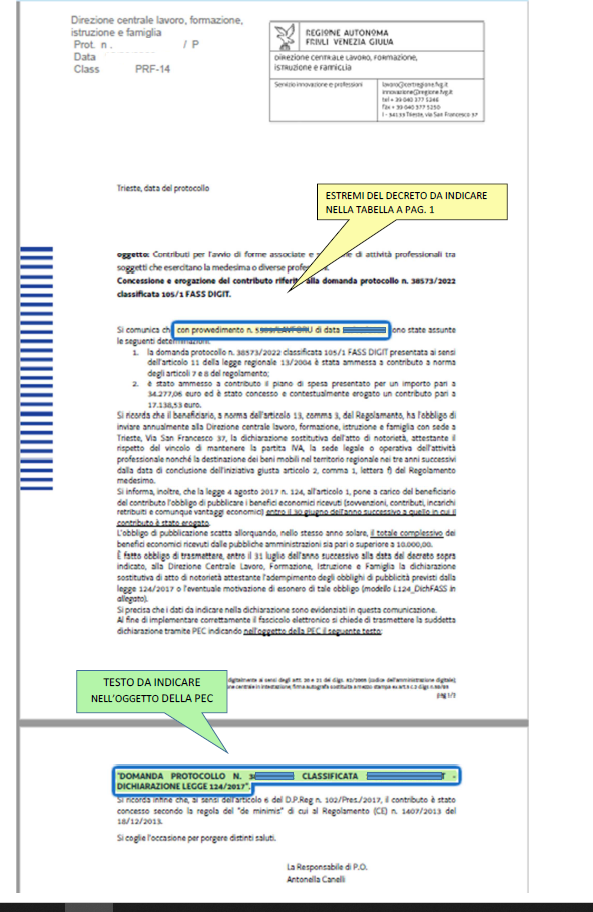 Direzione centrale lavoro, formazione,
istruzione e famiglia
Prot. n . / P
Data
Class PRF-14
REGIONE AUTONOMA
FRIULI VENEZIA GIULIA
DIREZIONE CENTRALE LAVORO, FORMAZIONE,
ISTRUZIONE E FAMIGLIA
Servizio innovazione e professioni
lavoro@certregione.fvg.it
innovazione@regione.fvg.it
tel + 39 040 377 5246
fax + 39 040 377 5250
I - 34133 Trieste, via San Francesco 37
Trieste, data del protocollo
ESTREMI DEL DECRETO DA INDICARE
NELLA TABELLA A PAG. 1
oggetto: Contributi per l'avvio di forme associate e di attività professionali tra
soggetti che esercitano la medesima o diverse
Concessione e erogazione del contributo alla domanda protocollo n. 38573/2022
classificata 105/1 FASS DIGIT.
Si comunica con provvedimento n. di data ono state assunte
le seguenti
1. la domanda protocollo n. 38573/2022 classificata 105/1 FASS DIGIT presentata ai sensi
dell'articolo 11 della legge regionale 13/2004 è stata ammessa a contributo a norma
degli articoli 7 e 8 del regolamento;
2. è stato ammesso a contributo il piano di spesa presentato per un importo pari a
34.277,06 euro ed è stato concesso e contestualmente erogato un contributo pari a
17.138,53 euro.
Si ricorda che il beneficiario, a norma dell'articolo 13, comma 3, del Regolamento, ha l'obbligo di
inviare annualmente alla Direzione centrale lavoro, formazione, istruzione e famiglia con sede a
Trieste, Via San Francesco 37, la dichiarazione sostitutiva dell'atto di notorietà, attestante il
rispetto del vincolo di mantenere la partita IVA, la sede legale o operativa dell'attività
professionale nonché la destinazione dei beni mobili nel territorio regionale nei tre anni successivi
dalla data di conclusione dell'iniziativa giusta articolo 2, comma 1, lettera f) del Regolamento
medesimo.
Si informa, inoltre, che la legge 4 agosto 2017 n. 124, all'articolo 1, pone a carico del beneficiario
del contributo l'obbligo di pubblicare i benefici economici ricevuti (sovvenzioni, contributi, incarichi
retribuiti e comunque vantaggi economici) entro il 30 giugno dell'anno successivo a quello in cui il
contributo è stato erogato.
L'obbligo di pubblicazione scatta allorquando, nello stesso anno solare, il totale complessivo dei
benefici economici ricevuti dalle pubbliche amministrazioni sia pari o superiore a 10.000,00.
È fatto obbligo di trasmettere, entro il 31 luglio dell'anno successivo alla data del decreto sopra
indicato, alla Direzione Centrale Lavoro, Formazione, Istruzione e Famiglia la dichiarazione
sostitutiva di atto di notorietà attestante l'adempimento degli obblighi di pubblicità previsti dalla
legge 124/2017 o l'eventuale motivazione di esonero di tale obbligo (modello L124_DichFASS in
allegato).
Si precisa che i dati da indicare nella dichiarazione sono evidenziati in questa comunicazione.
Al fine di implementare correttamente il fascicolo elettronico si chiede di trasmettere la suddetta
dichiarazione tramite PEC indicando nell'oggetto della PEC il seguente testo:
digitalmente ai sensi degli artt. 20 e 21 del dlgs. 82/2005 (codice dell'amministrazione digitale)
centrale in intestazione; firma autografa sostituita a mezzo stampa ex art 3 c.2 dlgs n.39/93
pag 1/2
TESTO DA INDICARE
NELL'OGGETTO DELLA PEC
"DOMANDA PROTOCOLLO N. CLASSIFICATA -
DICHIARAZIONE LEGGE 124/2017".
Si ricorda infine che, ai sensi dell'articolo 6 del D.P.Reg n. 102/Pres./2017, il contributo è stato
concesso secondo la regola del "de minimis" di cui al Regolamento (CE) n. 1407/2013 del
18/12/2013.
Si coglie l'occasione per porgere distinti saluti.
La Responsabile di P.O.
Antonella Canelli